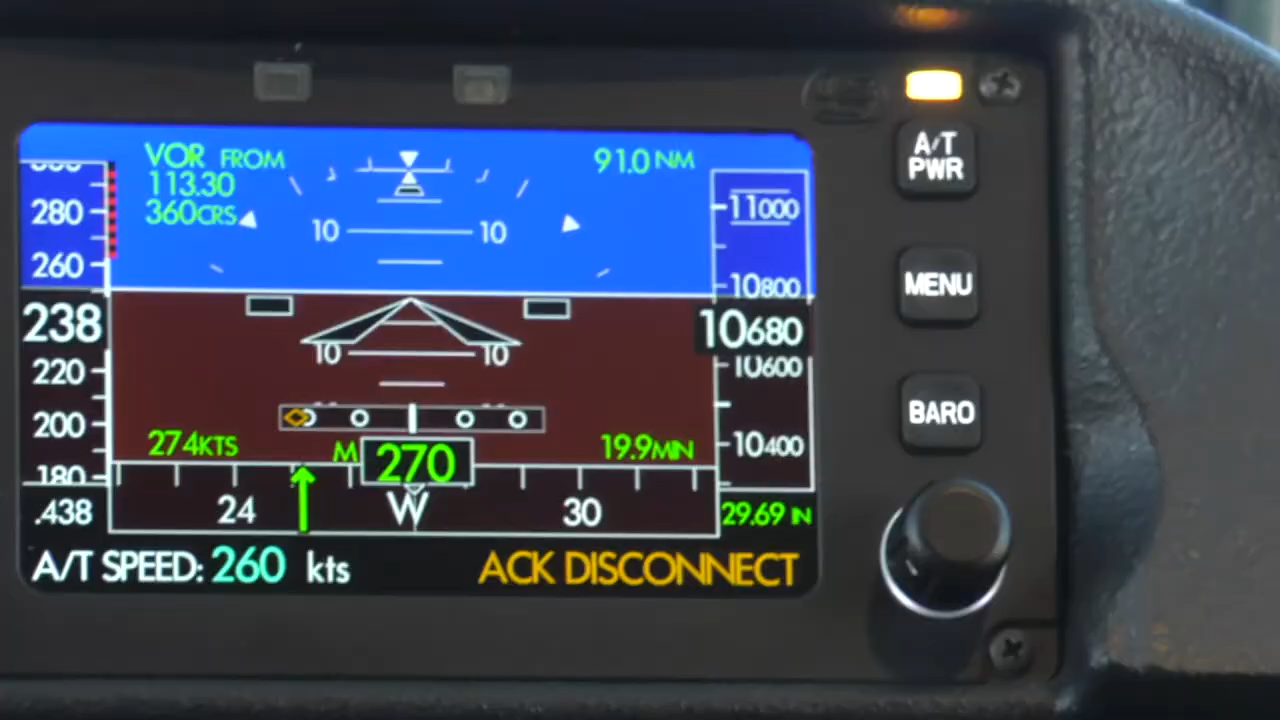 VOR FROM
113.30
360CRS
91.0 NM
280
260
238
220
200
180
.438
10 10
10 10
11000
10800
10680
10600
10400
29.69 IN
274KTS
M 270
19.9MIN
24 W 30
A/T SPEED: 260 kts
ACK DISCONNECT
A/T
PWR
MENU
BARO